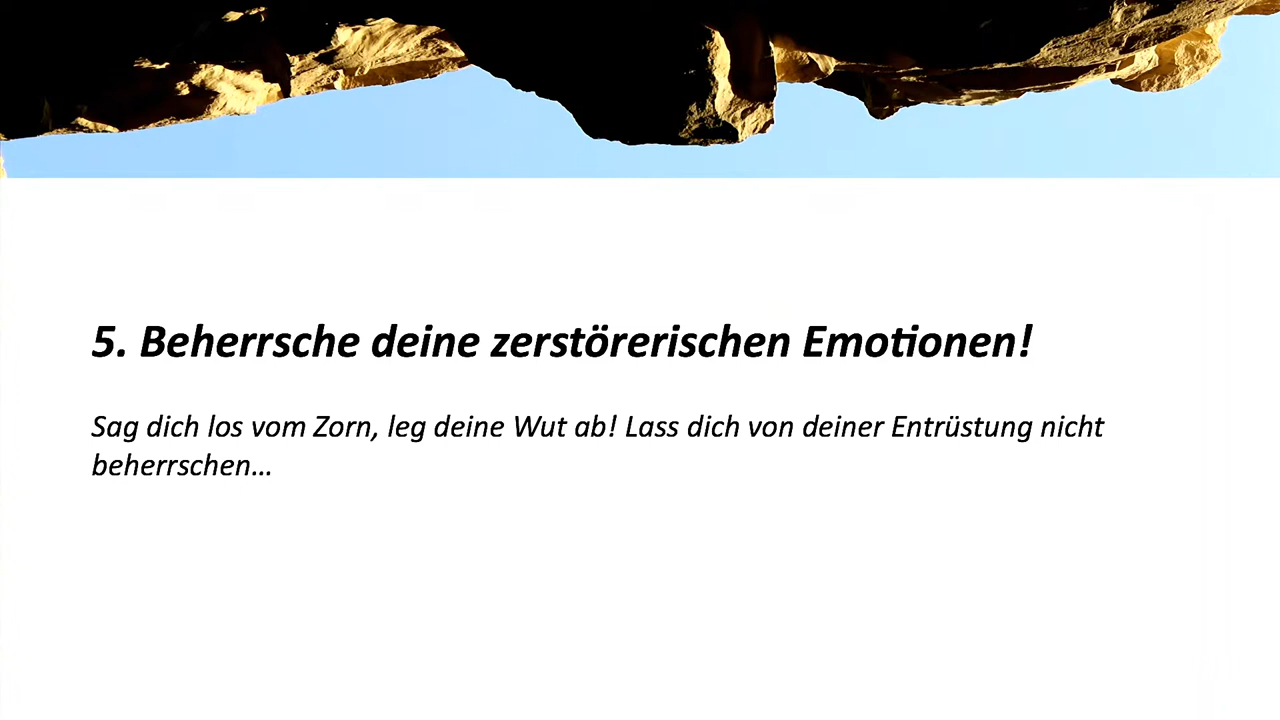 5. Beherrsche deine zerstörerischen Emotionen!
Sag dich los vom Zorn, leg deine Wut ab! Lass dich von deiner Entrüstung nicht
beherrschen...